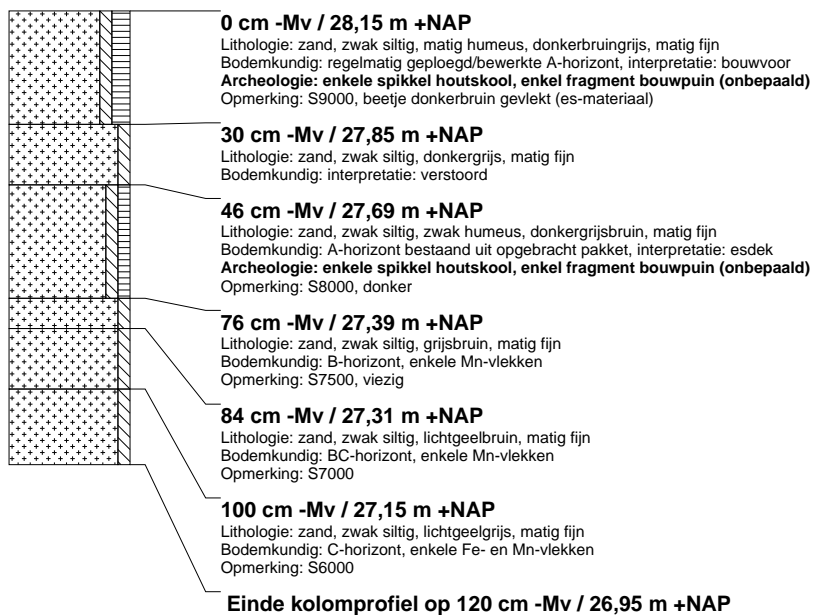 0 cm -Mv / 28,15 m +NAP
Lithologie: zand, zwak siltig, matig humeus, donkerbruingrijs, matig fijn
Bodemkundig: regelmatig geploegd/bewerkte A-horizont, interpretatie: bouwvoor
Archeologie: enkele spikkel houtskool, enkel fragment bouwpuin (onbepaald)
Opmerking: S9000, beetje donkerbruin gevlekt (es-materiaal)
30 cm -Mv / 27,85 m +NAP
Lithologie: zand, zwak siltig, donkergrijs, matig fijn
Bodemkundig: interpretatie: verstoord
46 cm -Mv / 27,69 m +NAP
Lithologie: zand, zwak siltig, zwak humeus, donkergrijsbruin, matig fijn
Bodemkundig: A-horizont bestaand uit opgebracht pakket, interpretatie: esdek
Archeologie: enkele spikkel houtskool, enkel fragment bouwpuin (onbepaald)
Opmerking: S8000, donker
76 cm -Mv / 27,39 m +NAP
Lithologie: zand, zwak siltig, grijsbruin, matig fijn
Bodemkundig: B-horizont, enkele Mn-vlekken
Opmerking: S7500, viezig
84 cm -Mv / 27,31 m +NAP
Lithologie: zand, zwak siltig, lichtgeelbruin, matig fijn
Bodemkundig: BC-horizont, enkele Mn-vlekken
Opmerking: S7000
100 cm -Mv / 27,15 m +NAP
Lithologie: zand, zwak siltig, lichtgeelgrijs, matig fijn
Bodemkundig: C-horizont, enkele Fe- en Mn-vlekken
Opmerking: S6000
Einde kolomprofiel op 120 cm -Mv / 26,95 m +NAP